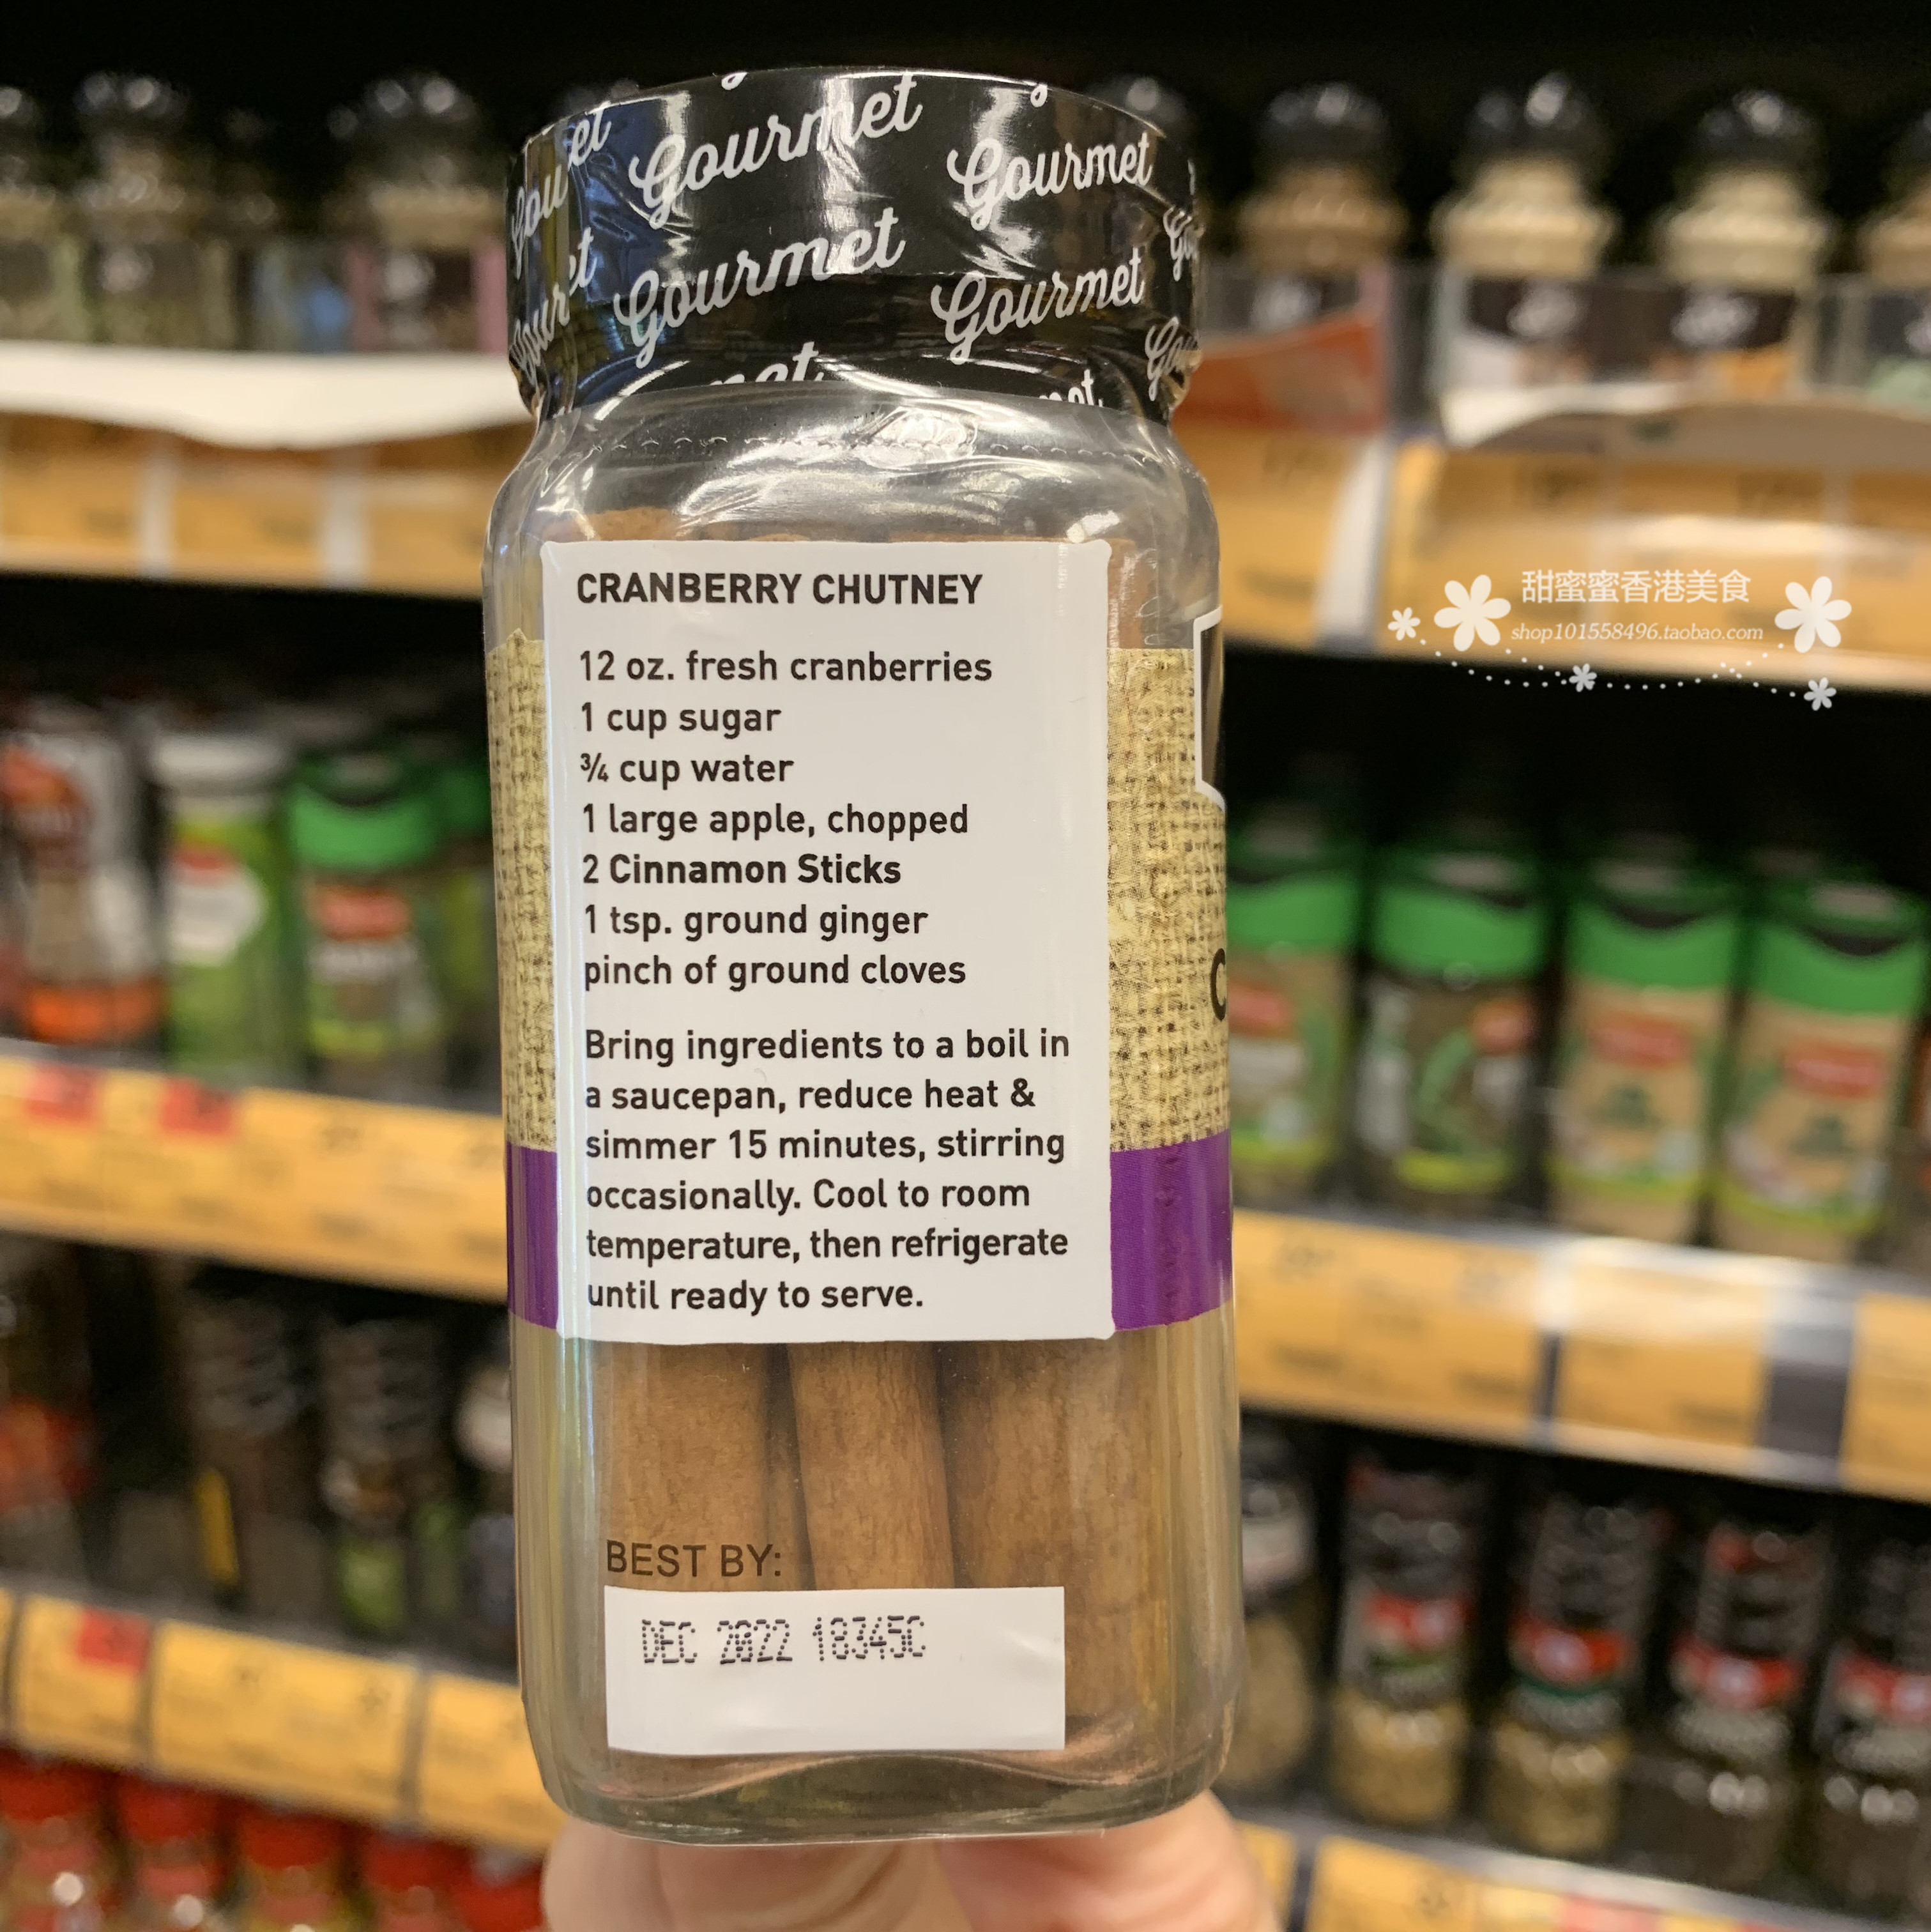 Gourmet
Gourmet
Gourmet
Gourmet
CRANBERRY CHUTNEY
12 oz. fresh cranberries
1 cup sugar
¾ cup water
1 large apple, chopped
2 Cinnamon Sticks
1 tsp. ground ginger
pinch of ground cloves
Bring ingredients to a boil in
a saucepan, reduce heat &
simmer 15 minutes, stirring
occasionally. Cool to room
temperature, then refrigerate
until ready to serve.
BEST BY:
DEC 2022 18345C
甜蜜蜜香港美食
shop101558496.taobao.com